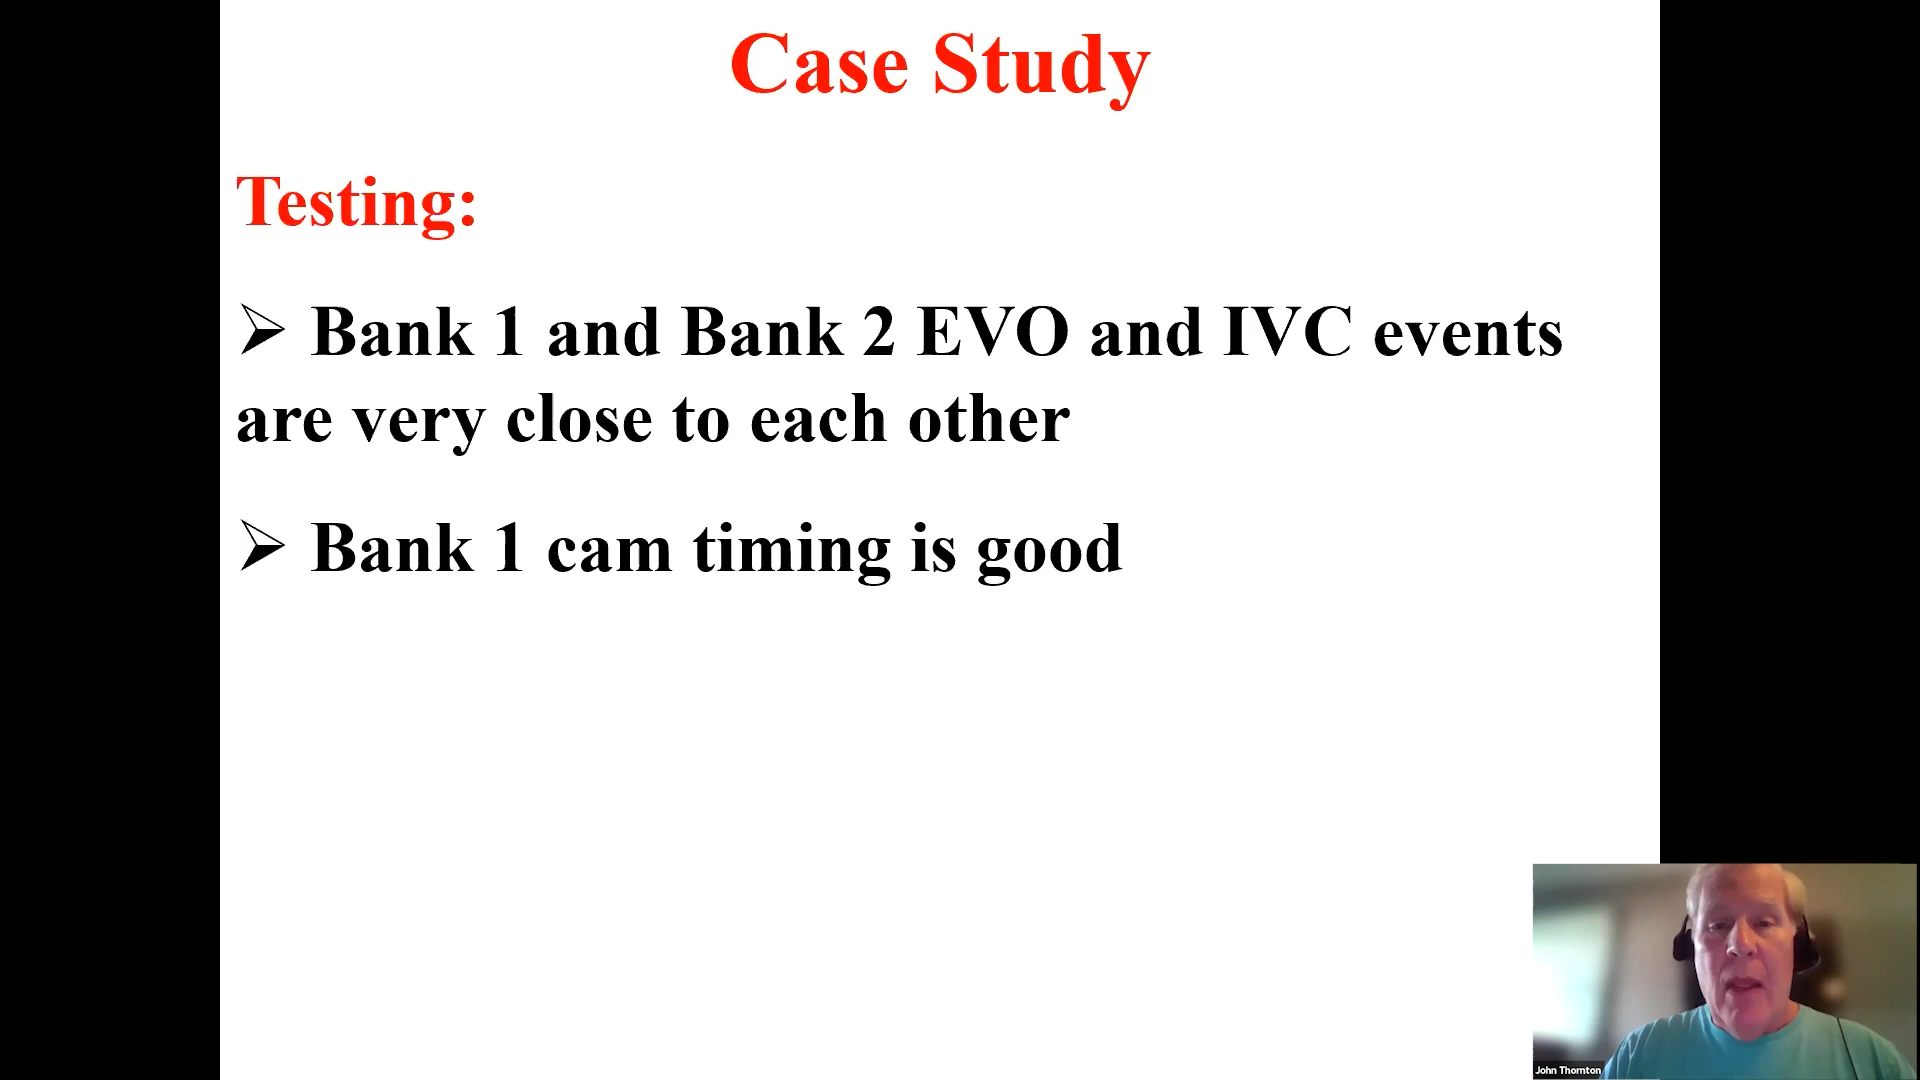 Case Study
Testing:
➢ Bank 1 and Bank 2 EVO and IVC events
are very close to each other
➢ Bank 1 cam timing is good
John Thornton